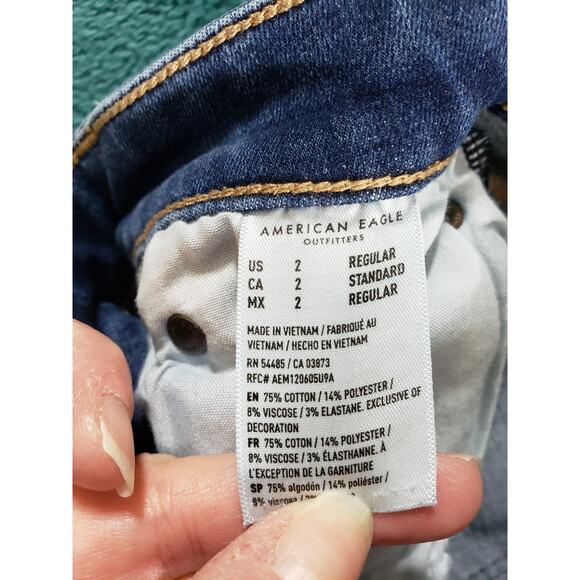 AMERICAN EAGLE
OUTFITTERS
US 2 REGULAR
CA 2 STANDARD
MX 2 REGULAR
MADE IN VIETNAM / FABRIQUÉ AU
VIETNAM / HECHO EN VIETNAM
RN 54485 / CA 03873
RFC# AEM120605U9A
EN 75% COTTON / 14% POLYESTER /
8% VISCOSE / 3% ELASTANE. EXCLUSIVE OF
DECORATION
FR 75% COTON / 14% POLYESTER /
8% VISCOSE / 3% ÉLASTHANNE. À
L'EXCEPTION DE LA GARNITURE
SP 75% algodón / 14% poliéster /
8% viscosa / 3%